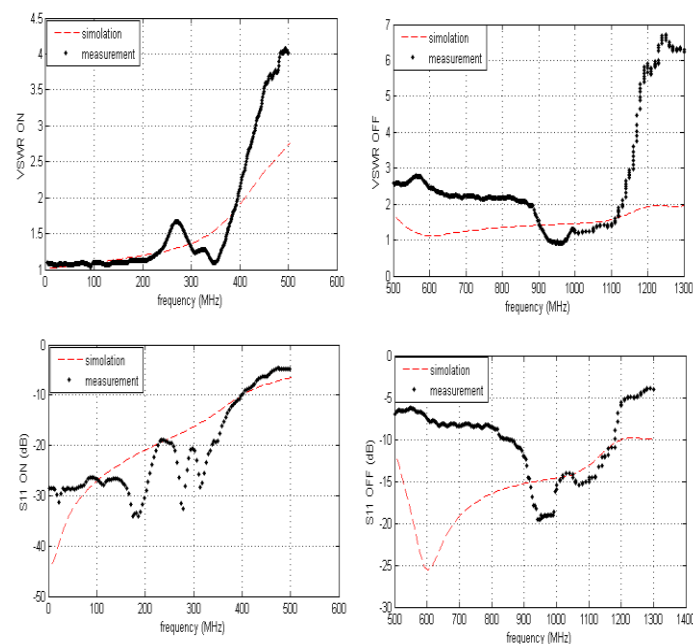 4.5
4
3.5
3
2.5
2
1.5
1
VSWR ON
simolation
measurement
0 100 200 300 400 500 600
frequency (MHz)
7
6
5
4
3
2
1
0
VSWR OFF
simolation
measurement
500 600 700 800 900 1000 1100 1200 1300
frequency (MHz)
0
-10
-20
-30
-40
-50
S11 ON (dB)
simolation
measurement
0 100 200 300 400 500 600
frequency (MHz)
0
-5
-10
-15
-20
-25
-30
S11 OFF (dB)
simolation
measurement
500 600 700 800 900 1000 1100 1200 1300 1400
frequency (MHz)